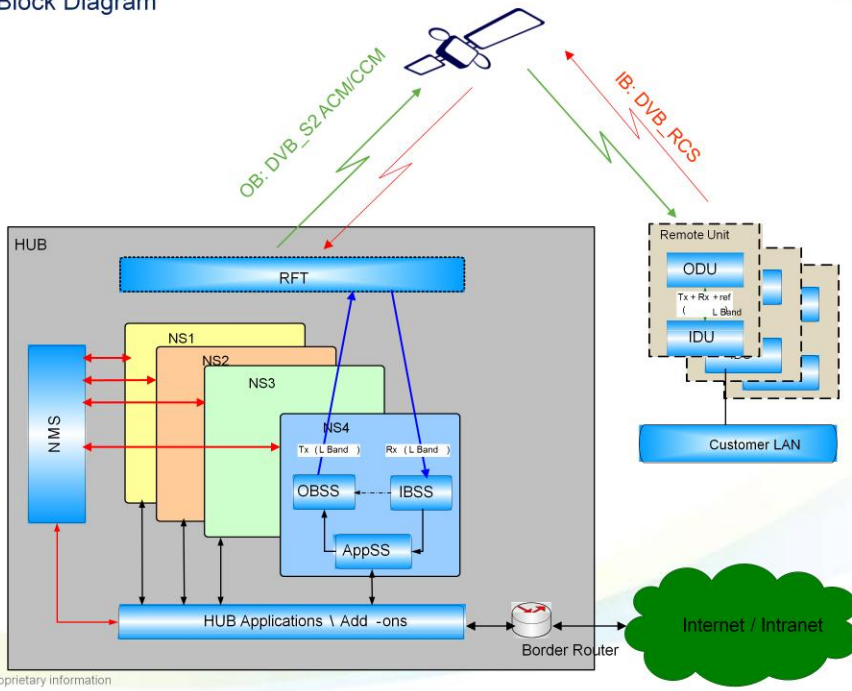 Block Diagram
OB: DVB_S2 ACM/CCM
IB: DVB_RCS
HUB
RFT
NS1
NS2
NS3
NS4
NMS
Tx ( L Band )
Rx ( L Band )
OBSS
IBSS
AppSS
HUB Applications \ Add -ons
Border Router
Internet / Intranet
Remote Unit
ODU
Tx + Rx + ref
( L Band )
IDU
Customer LAN
oprietary information